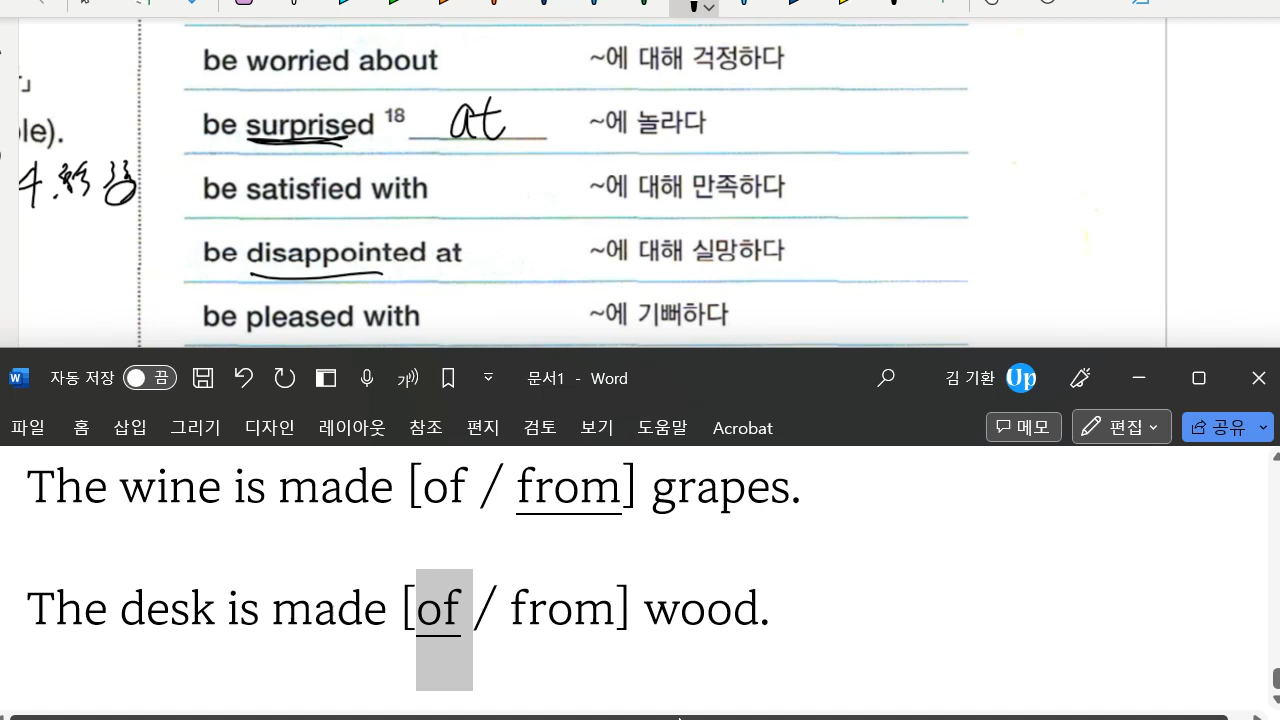 be worried about ~에 대해 걱정하다
be surprised 18 at ~에 놀라다
le).
be satisfied with ~에 대해 만족하다
be disappointed at ~에 대해 실망하다
be pleased with ~에 기뻐하다
자동 저장 끔 문서1 - Word 김 기환 Up
파일 홈 삽입 그리기 디자인 레이아웃 참조 편지 검토 보기 도움말 Acrobat 메모 편집 공유
The wine is made [of / from] grapes.
The desk is made [of / from] wood.